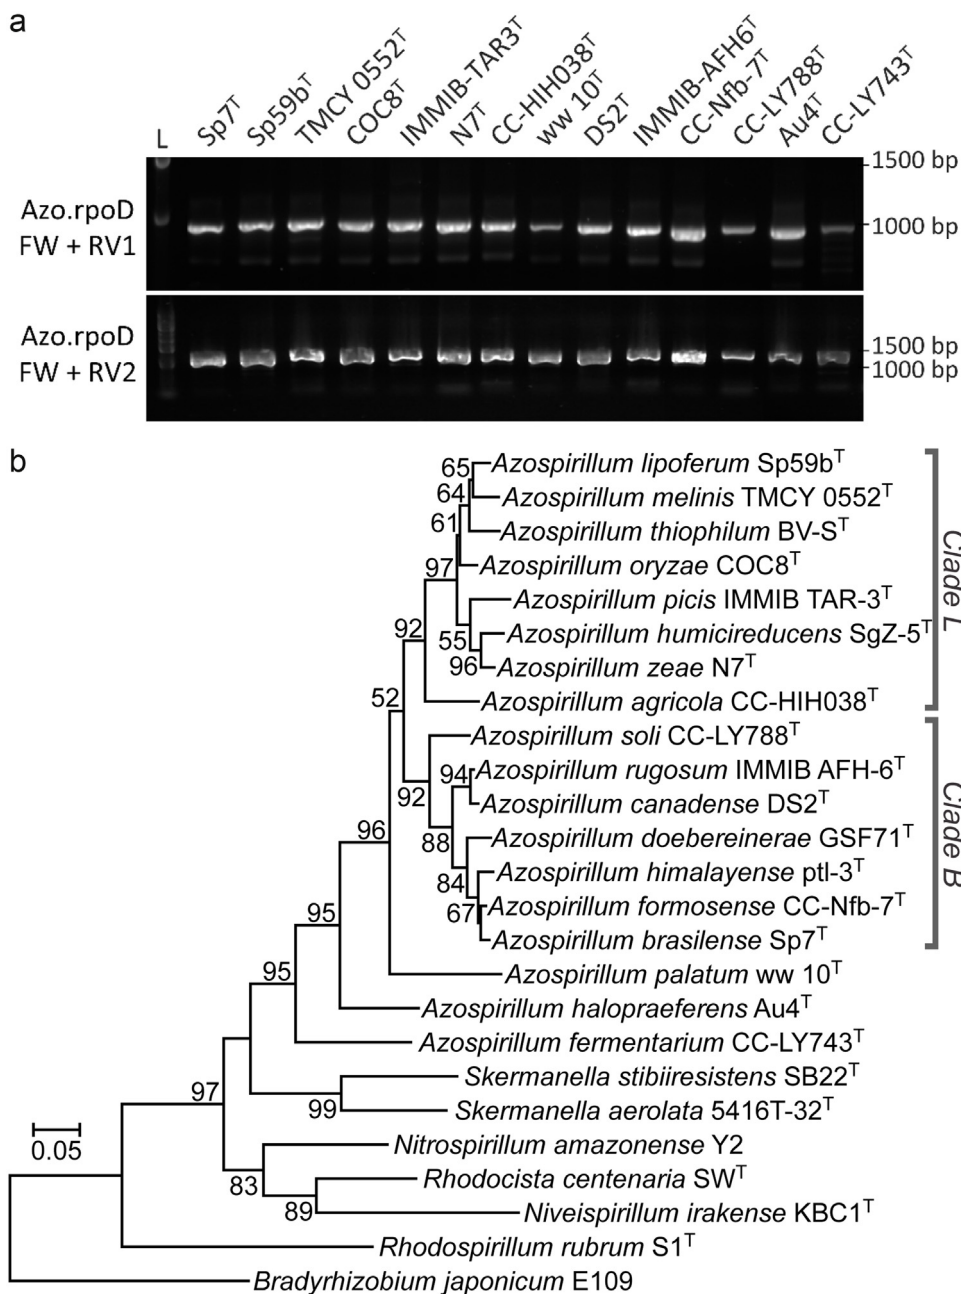 a
L Sp7ᵀ Sp59bᵀ TMCY 0552ᵀ COC8ᵀ IMMIB-TAR3ᵀ N7ᵀ CC-HIH038ᵀ ww 10ᵀ DS2ᵀ IMMIB-AFH6ᵀ CC-Nfb-7ᵀ CC-LY788ᵀ Au4ᵀ CC-LY743ᵀ
Azo.rpoD
FW + RV1
1500 bp
1000 bp
Azo.rpoD
FW + RV2
1500 bp
1000 bp
b
65 Azospirillum lipoferum Sp59bᵀ
64 Azospirillum melinis TMCY 0552ᵀ
61 Azospirillum thiophilum BV-Sᵀ
Azospirillum oryzae COC8ᵀ
97 Azospirillum picis IMMIB TAR-3ᵀ
92 55 Azospirillum humicireducens SgZ-5ᵀ
96 Azospirillum zeae N7ᵀ
52 Azospirillum agricola CC-HIH038ᵀ
Clade L
Azospirillum soli CC-LY788ᵀ
92 94 Azospirillum rugosum IMMIB AFH-6ᵀ
Azospirillum canadense DS2ᵀ
96 88 Azospirillum doebereinerae GSF71ᵀ
84 Azospirillum himalayense ptl-3ᵀ
95 67 Azospirillum formosense CC-Nfb-7ᵀ
Azospirillum brasilense Sp7ᵀ
Clade B
95 Azospirillum palatum ww 10ᵀ
Azospirillum halopraeferens Au4ᵀ
Azospirillum fermentarium CC-LY743ᵀ
97 Skermanella stibiiresistens SB22ᵀ
99 Skermanella aerolata 5416T-32ᵀ
0.05
Nitrospirillum amazonense Y2
83 Rhodocista centenaria SWᵀ
89 Niveispirillum irakense KBC1ᵀ
Rhodospirillum rubrum S1ᵀ
Bradyrhizobium japonicum E109